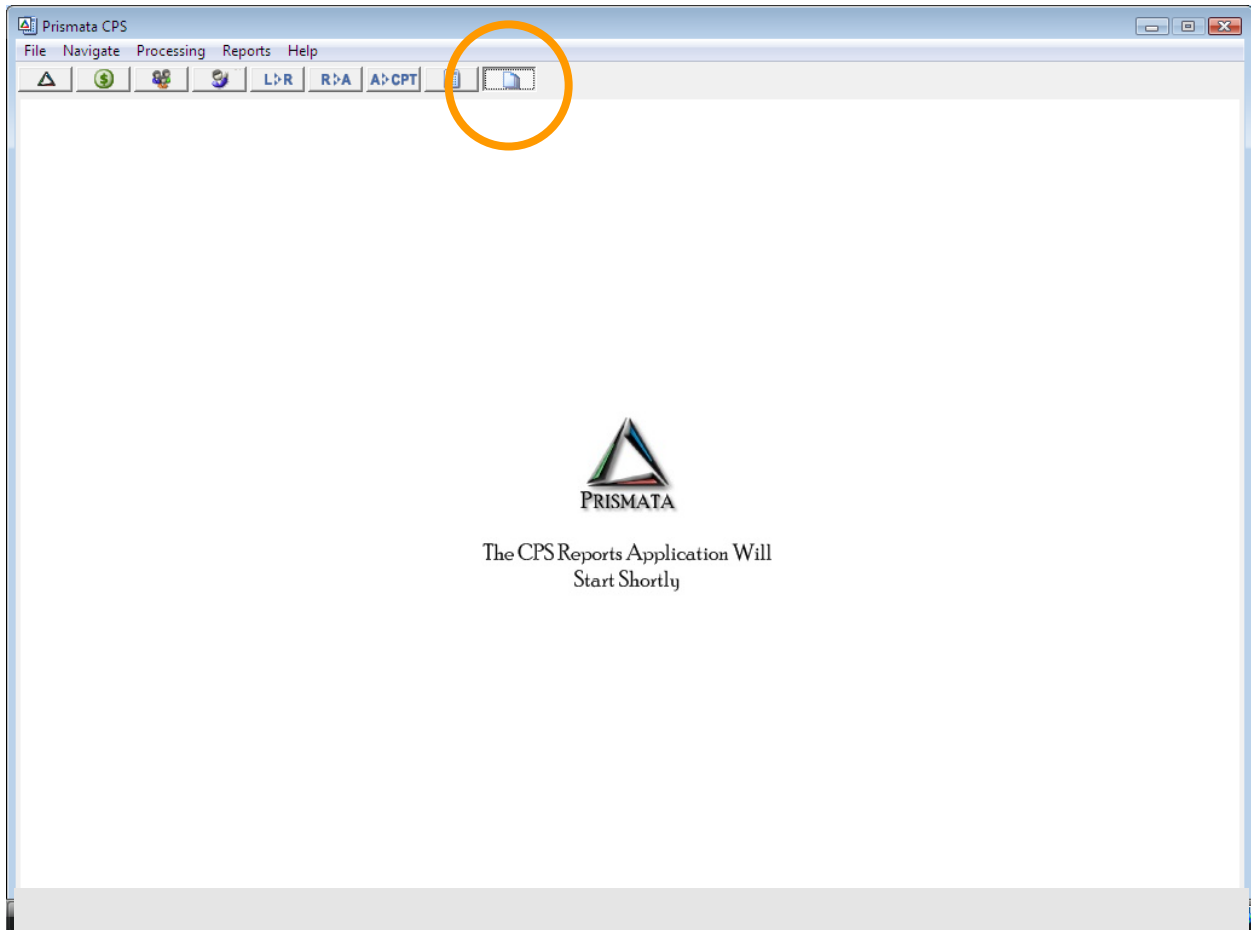 Prismata CPS
File Navigate Processing Reports Help
L▷R R▷A A▷CPT
PRISMATA
The CPS Reports Application Will
Start Shortly